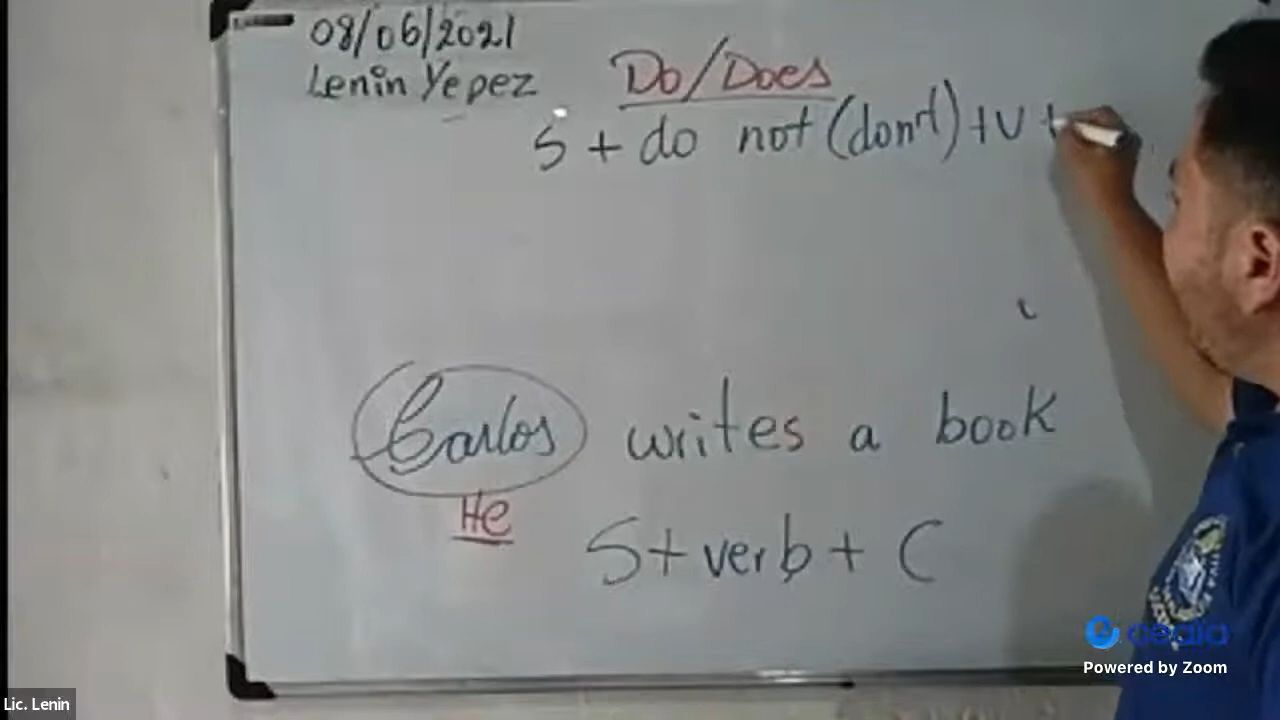 08/06/2021
Lenin Yepez
Do/Does
S + do not (don't) + V +
Carlos writes a book
He
S + verb + C
cedia
Powered by Zoom
Lic. Lenin